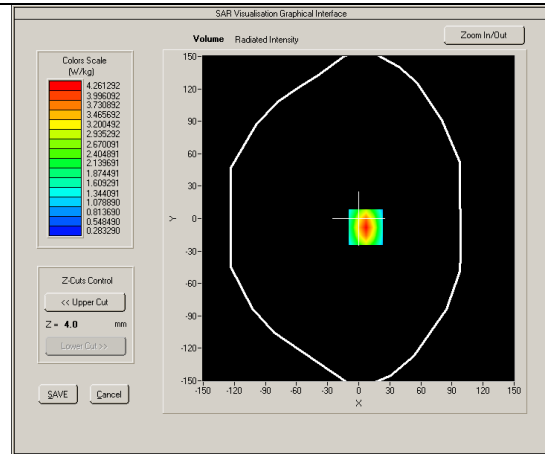 SAR Visualisation Graphical Interface
Volume Radiated Intensity
Zoom In/Out
Colors Scale
(W/kg)
4.261292
3.996092
3.730892
3.465692
3.200492
2.935292
2.670091
2.404891
2.139691
1.874491
1.609291
1.344091
1.078890
0.813690
0.548490
0.283290
Z-Cuts Control
<< Upper Cut
Z = 4.0 mm
Lower Cut >>
SAVE
Cancel
150
120
90
60
30
0
-30
-60
-90
-120
-150
Y
-150 -120 -90 -60 -30 0 30 60 90 120 150
X